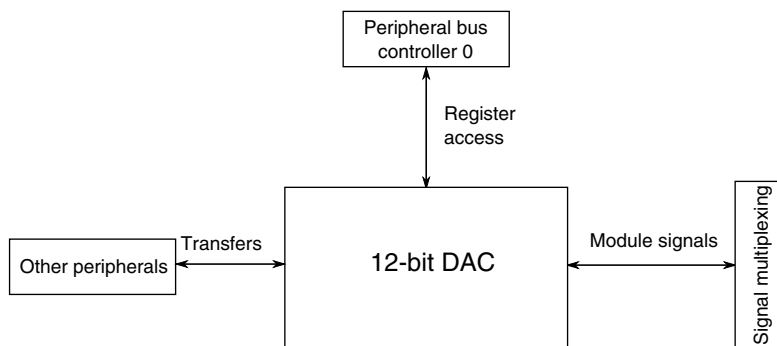 Peripheral bus
controller 0
Register
access
Transfers
Other peripherals
12-bit DAC
Module signals
Signal multiplexing